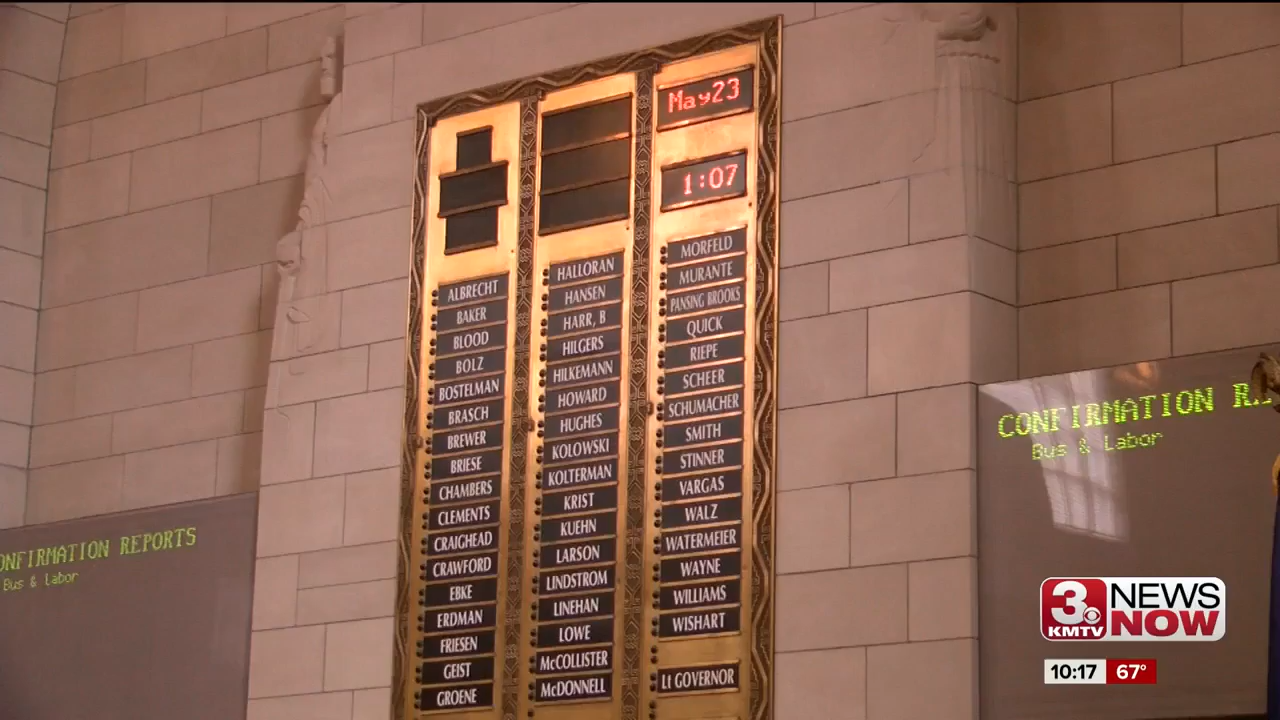 May23
1:07
ALBRECHT
BAKER
BLOOD
BOLZ
BOSTELMAN
BRASCH
BREWER
BRIESE
CHAMBERS
CLEMENTS
CRAIGHEAD
CRAWFORD
EBKE
ERDMAN
FRIESEN
GEIST
GROENE
HALLORAN
HANSEN
HARR, B
HILGERS
HILKEMANN
HOWARD
HUGHES
KOLOWSKI
KOLTERMAN
KRIST
KUEHN
LARSON
LINDSTROM
LINEHAN
LOWE
McCOLLISTER
McDONNELL
MORFELD
MURANTE
PANSING BROOKS
QUICK
RIEPE
SCHEER
SCHUMACHER
SMITH
STINNER
VARGAS
WALZ
WATERMEIER
WAYNE
WILLIAMS
WISHART
Lt GOVERNOR
ONFIRMATION REPORTS
Bus & Labor
CONFIRMATION R
Bus & Labor
3 NEWS
KMTV NOW
10:17 67°